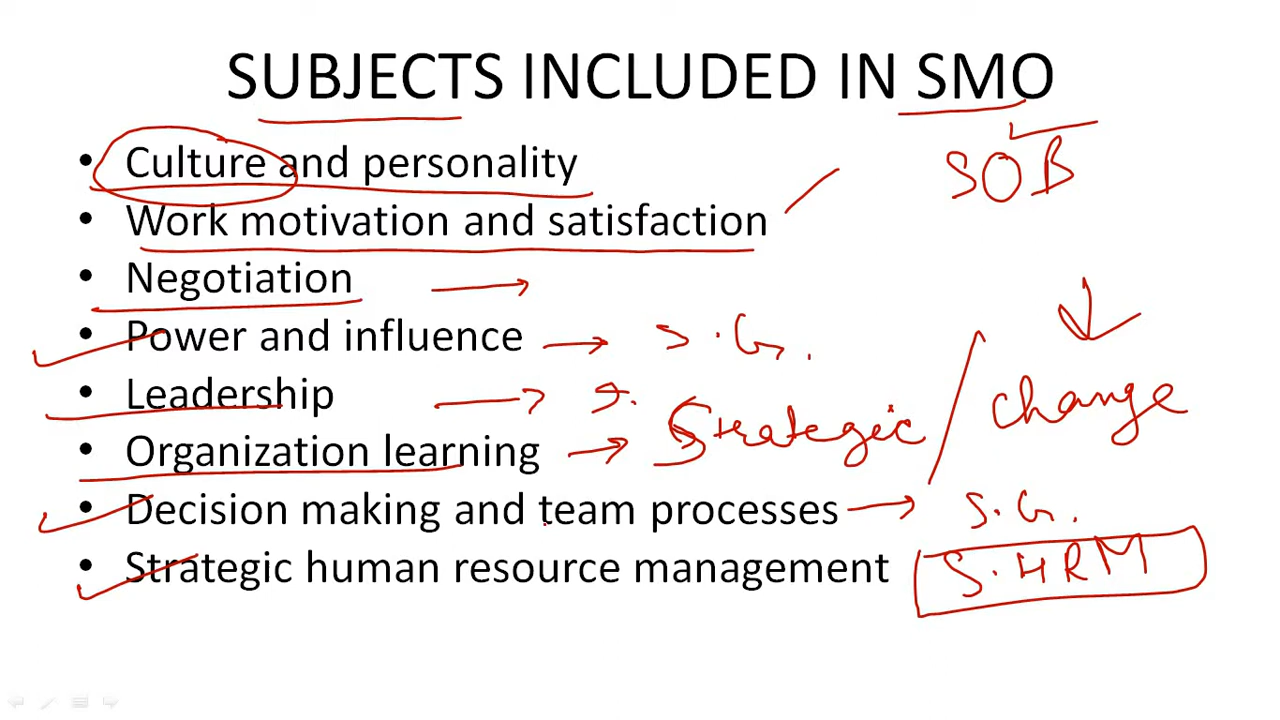 SUBJECTS INCLUDED IN SMO
SOB
• Culture and personality
• Work motivation and satisfaction
• Negotiation
• Power and influence → S.G.
• Leadership → S.
change
• Organization learning → Strategic
• Decision making and team processes → S.G.
• Strategic human resource management S.HRM